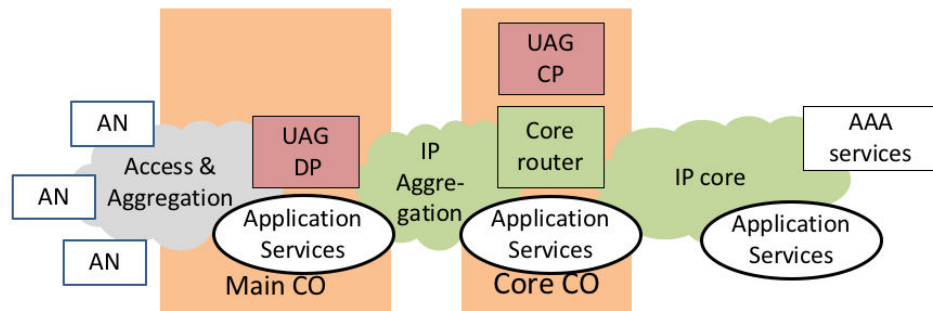 AN
AN
AN
Access &
Aggregation
UAG
DP
Application
Services
Main CO
IP
Aggre-
gation
UAG
CP
Core
router
Application
Services
Core CO
IP core
AAA
services
Application
Services